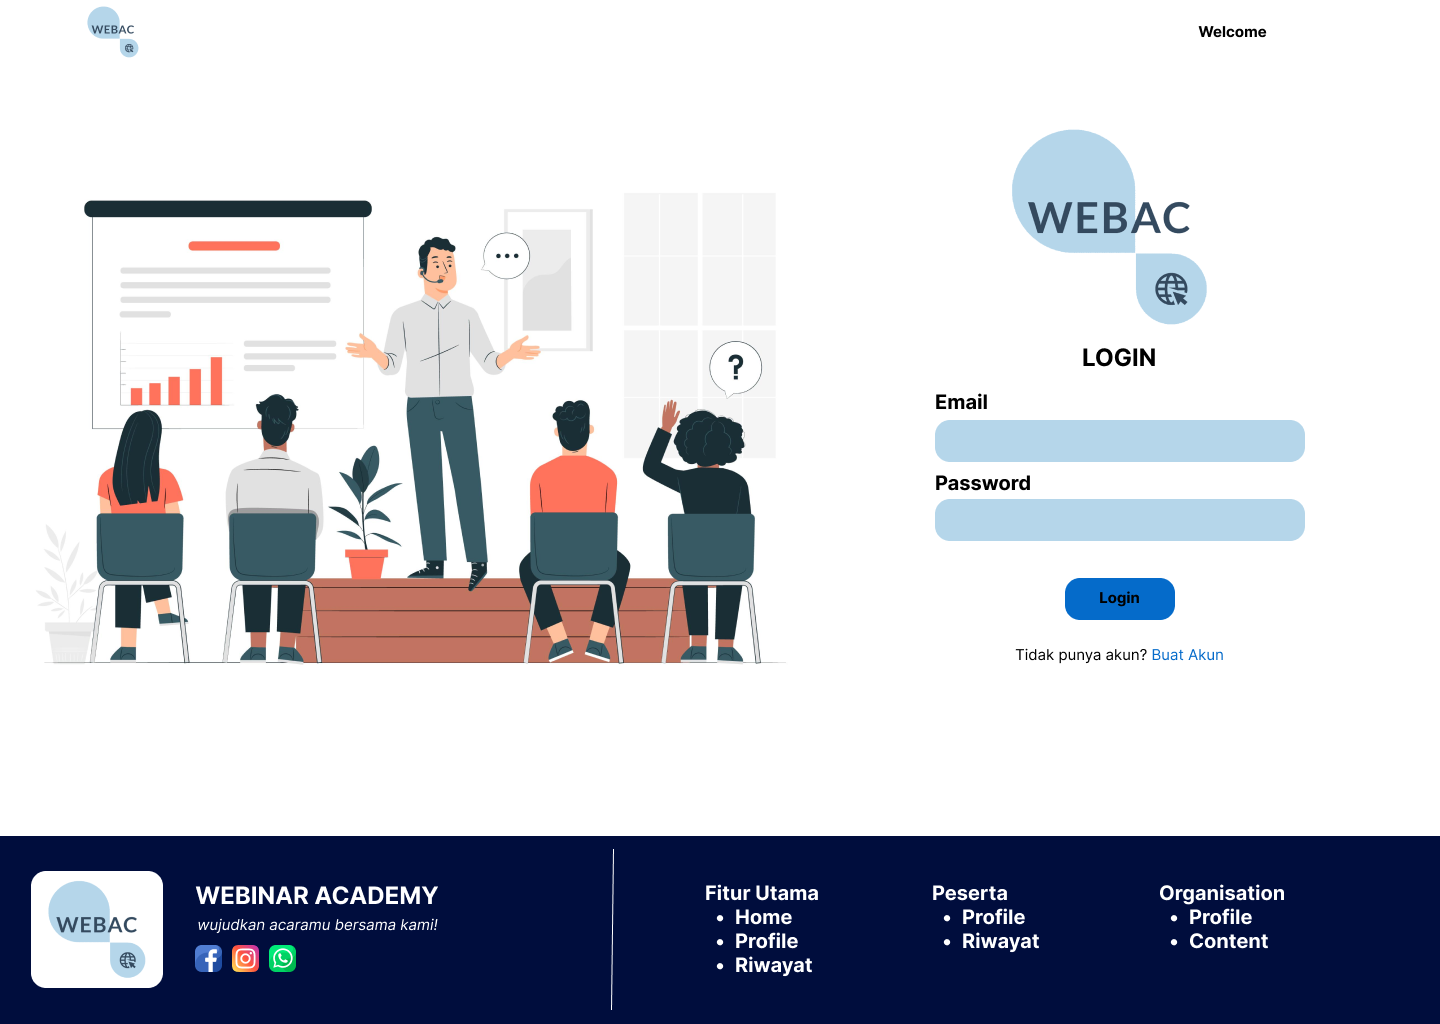 WEBAC
Welcome
WEBAC
?
LOGIN
Email
Password
Login
Tidak punya akun? Buat Akun
WEBAC
WEBINAR ACADEMY
wujudkan acaramu bersama kami!
Fitur Utama
• Home
• Profile
• Riwayat
Peserta
• Profile
• Riwayat
Organisation
• Profile
• Content